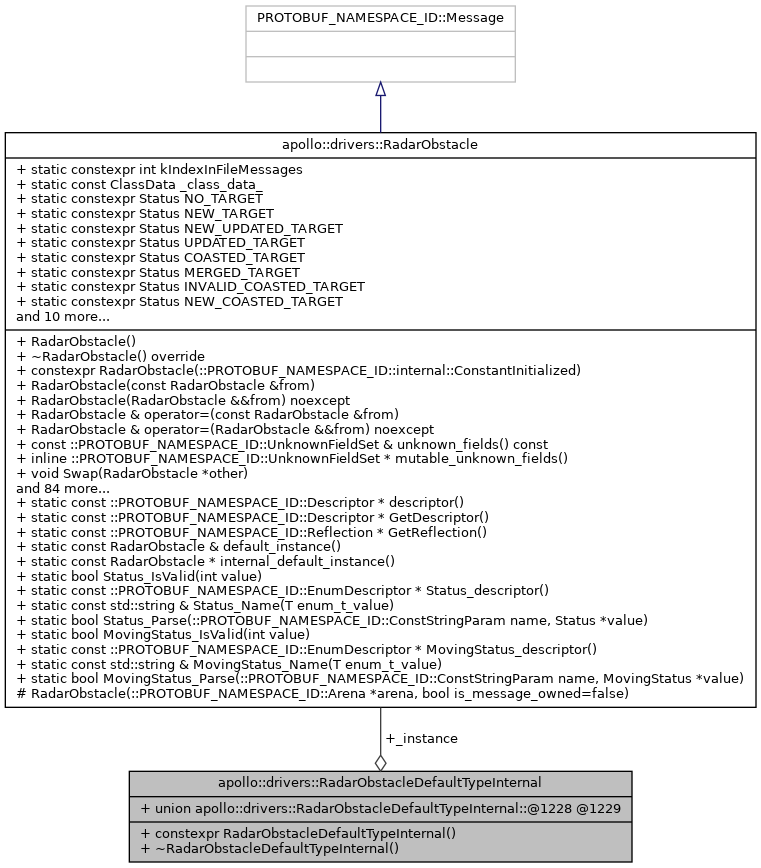 PROTOBUF_NAMESPACE_ID::Message
apollo::drivers::RadarObstacle
+ static constexpr int kIndexInFileMessages
+ static const ClassData _class_data_
+ static constexpr Status NO_TARGET
+ static constexpr Status NEW_TARGET
+ static constexpr Status NEW_UPDATED_TARGET
+ static constexpr Status UPDATED_TARGET
+ static constexpr Status COASTED_TARGET
+ static constexpr Status MERGED_TARGET
+ static constexpr Status INVALID_COASTED_TARGET
+ static constexpr Status NEW_COASTED_TARGET
and 10 more...
+ RadarObstacle()
+ ~RadarObstacle() override
+ constexpr RadarObstacle(::PROTOBUF_NAMESPACE_ID::internal::ConstantInitialized)
+ RadarObstacle(const RadarObstacle &from)
+ RadarObstacle(RadarObstacle &&from) noexcept
+ RadarObstacle & operator=(const RadarObstacle &from)
+ RadarObstacle & operator=(RadarObstacle &&from) noexcept
+ const ::PROTOBUF_NAMESPACE_ID::UnknownFieldSet & unknown_fields() const
+ inline ::PROTOBUF_NAMESPACE_ID::UnknownFieldSet * mutable_unknown_fields()
+ void Swap(RadarObstacle *other)
and 84 more...
+ static const ::PROTOBUF_NAMESPACE_ID::Descriptor * descriptor()
+ static const ::PROTOBUF_NAMESPACE_ID::Descriptor * GetDescriptor()
+ static const ::PROTOBUF_NAMESPACE_ID::Reflection * GetReflection()
+ static const RadarObstacle & default_instance()
+ static const RadarObstacle * internal_default_instance()
+ static bool Status_IsValid(int value)
+ static const ::PROTOBUF_NAMESPACE_ID::EnumDescriptor * Status_descriptor()
+ static const std::string & Status_Name(T enum_t_value)
+ static bool Status_Parse(::PROTOBUF_NAMESPACE_ID::ConstStringParam name, Status *value)
+ static bool MovingStatus_IsValid(int value)
+ static const ::PROTOBUF_NAMESPACE_ID::EnumDescriptor * MovingStatus_descriptor()
+ static const std::string & MovingStatus_Name(T enum_t_value)
+ static bool MovingStatus_Parse(::PROTOBUF_NAMESPACE_ID::ConstStringParam name, MovingStatus *value)
# RadarObstacle(::PROTOBUF_NAMESPACE_ID::Arena *arena, bool is_message_owned=false)
+_instance
apollo::drivers::RadarObstacleDefaultTypeInternal
+ union apollo::drivers::RadarObstacleDefaultTypeInternal::@1228 @1229
+ constexpr RadarObstacleDefaultTypeInternal()
+ ~RadarObstacleDefaultTypeInternal()